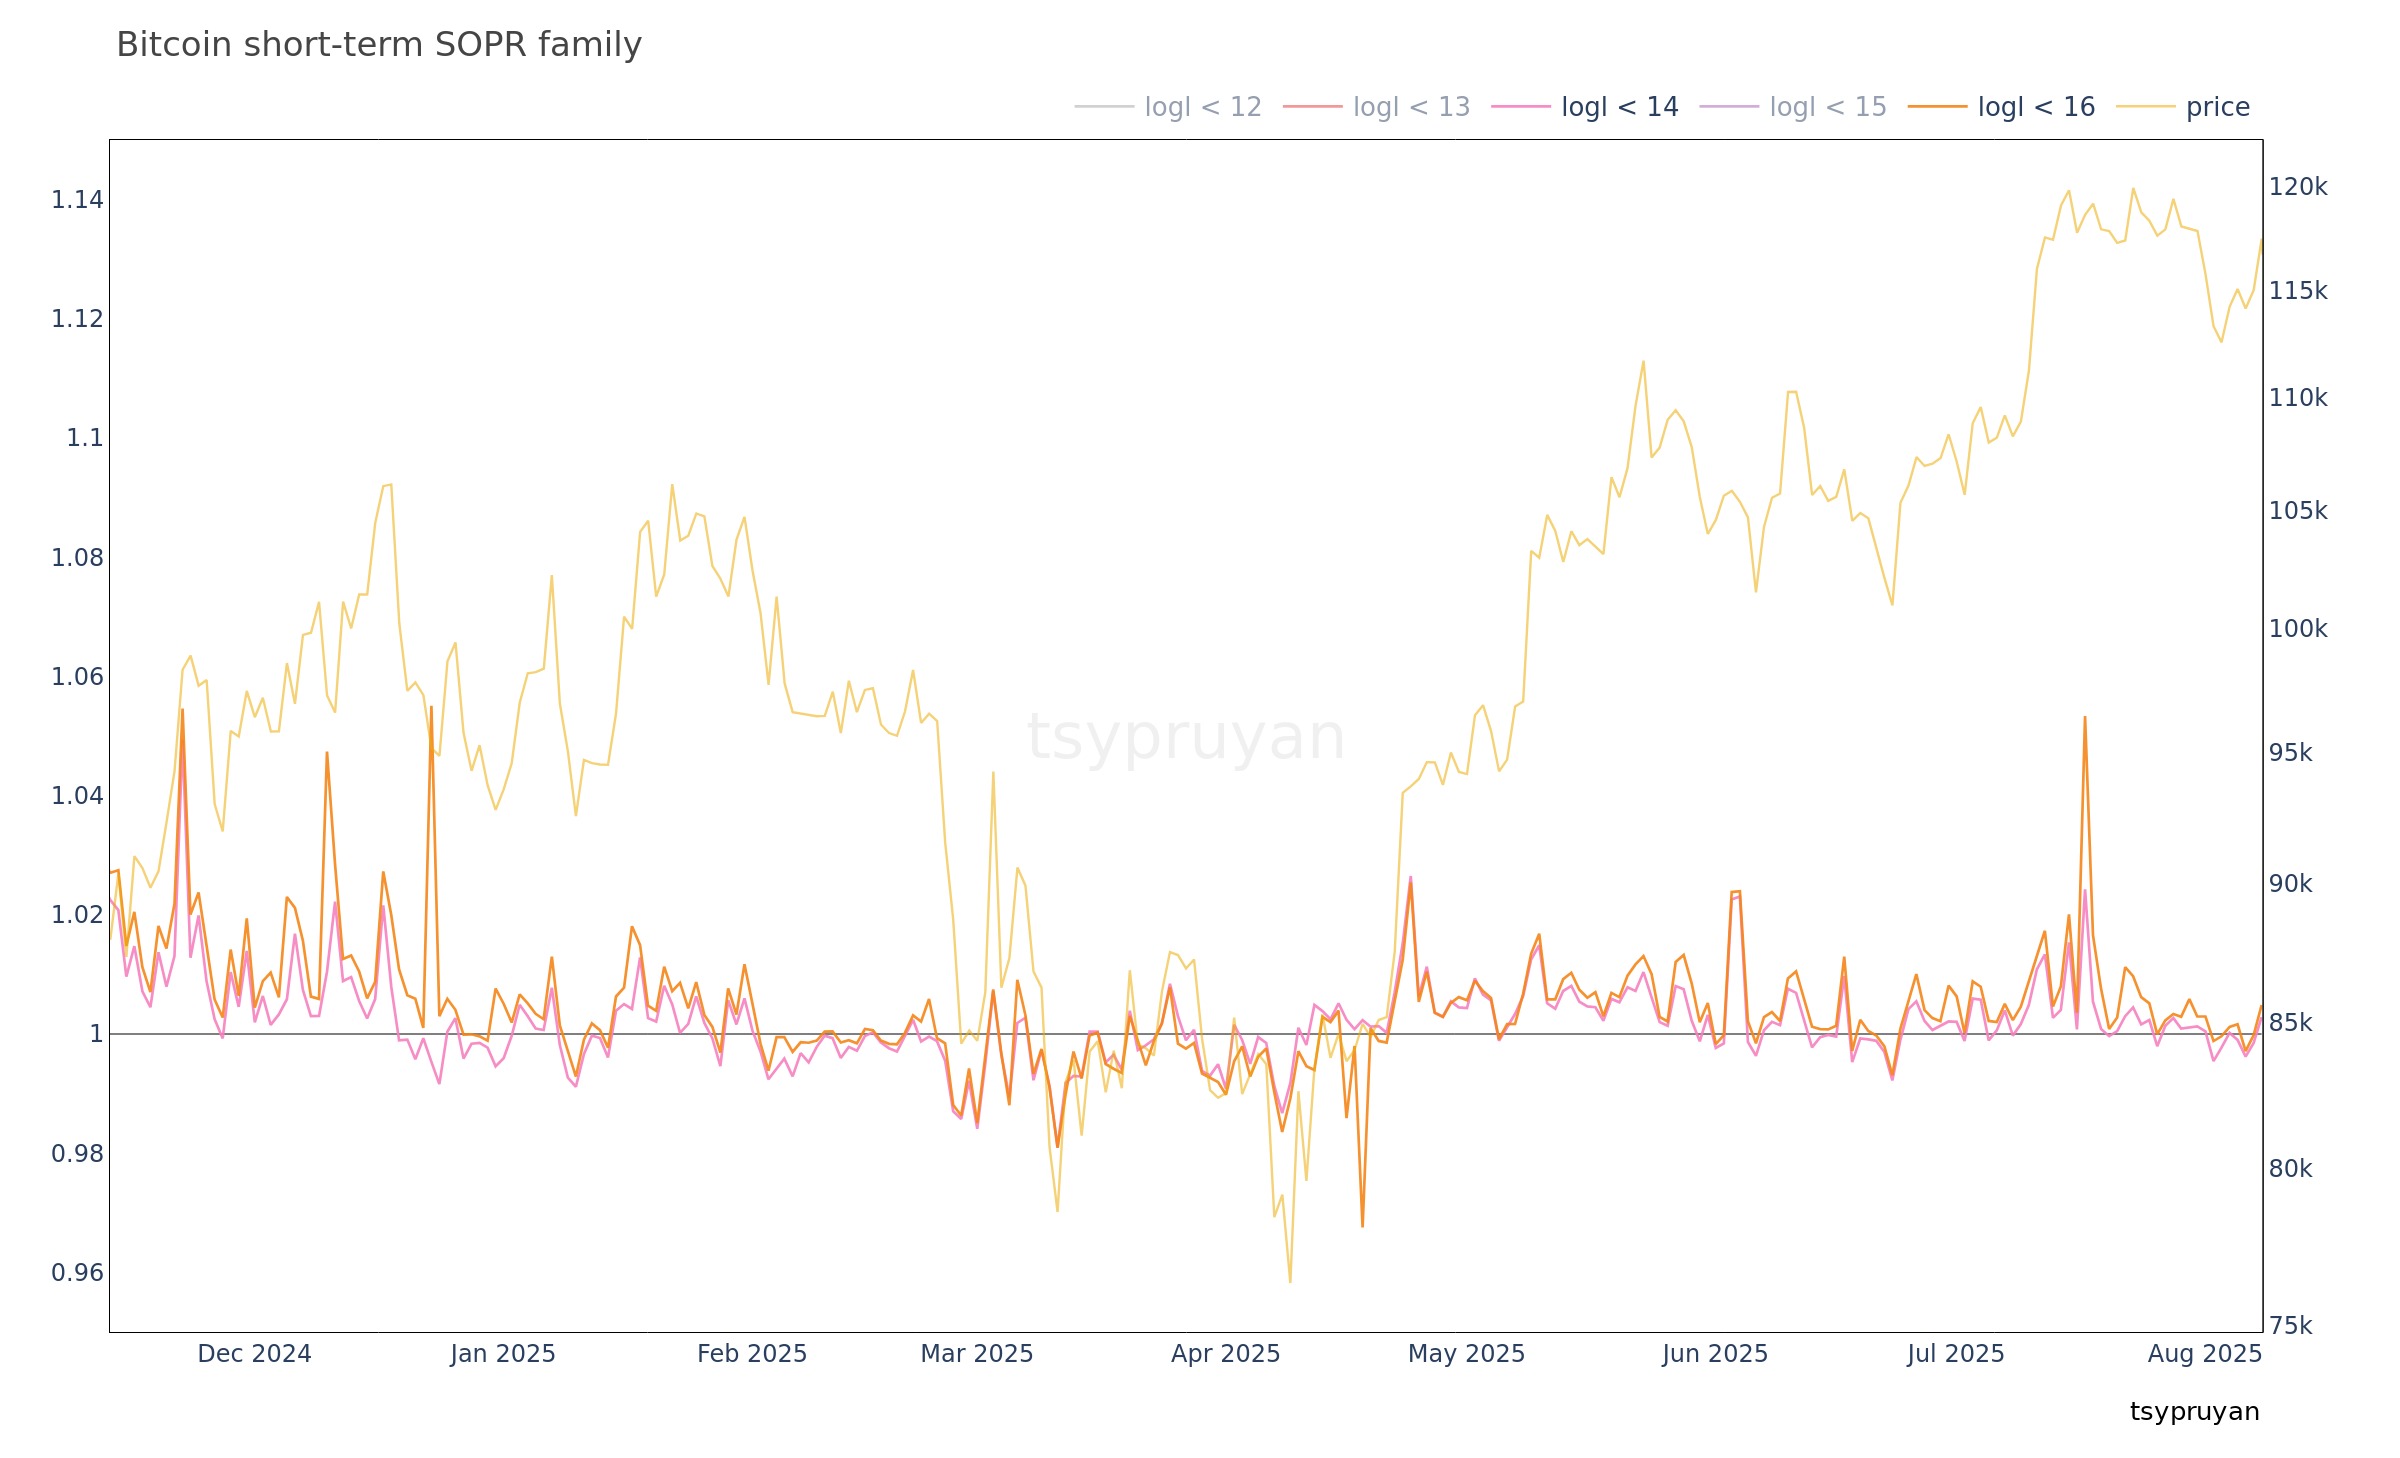 Bitcoin short-term SOPR family
logl < 12 logl < 13 logl < 14 logl < 15 logl < 16 price
1.14
1.12
1.1
1.08
1.06
1.04
1.02
1
0.98
0.96
120k
115k
110k
105k
100k
95k
90k
85k
80k
75k
tsypruyan
Dec 2024 Jan 2025 Feb 2025 Mar 2025 Apr 2025 May 2025 Jun 2025 Jul 2025 Aug 2025
tsypruyan